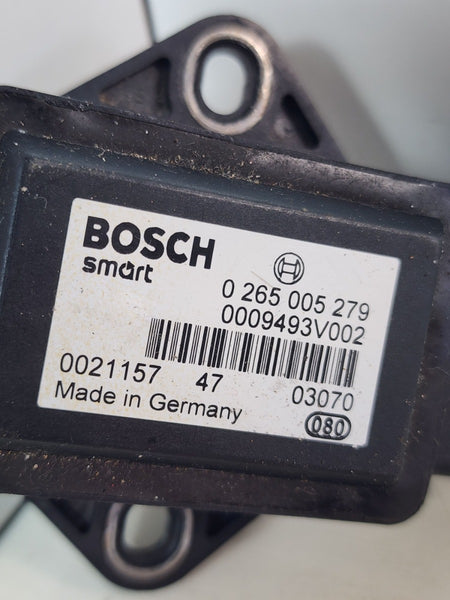 BOSCH
smart
0 265 005 279
0009493V002
0021157 47 03070
Made in Germany
080